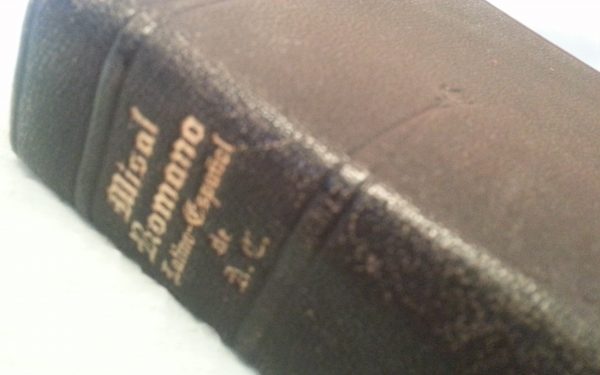 Misal
Romano
Latino-Español
de
A. C.